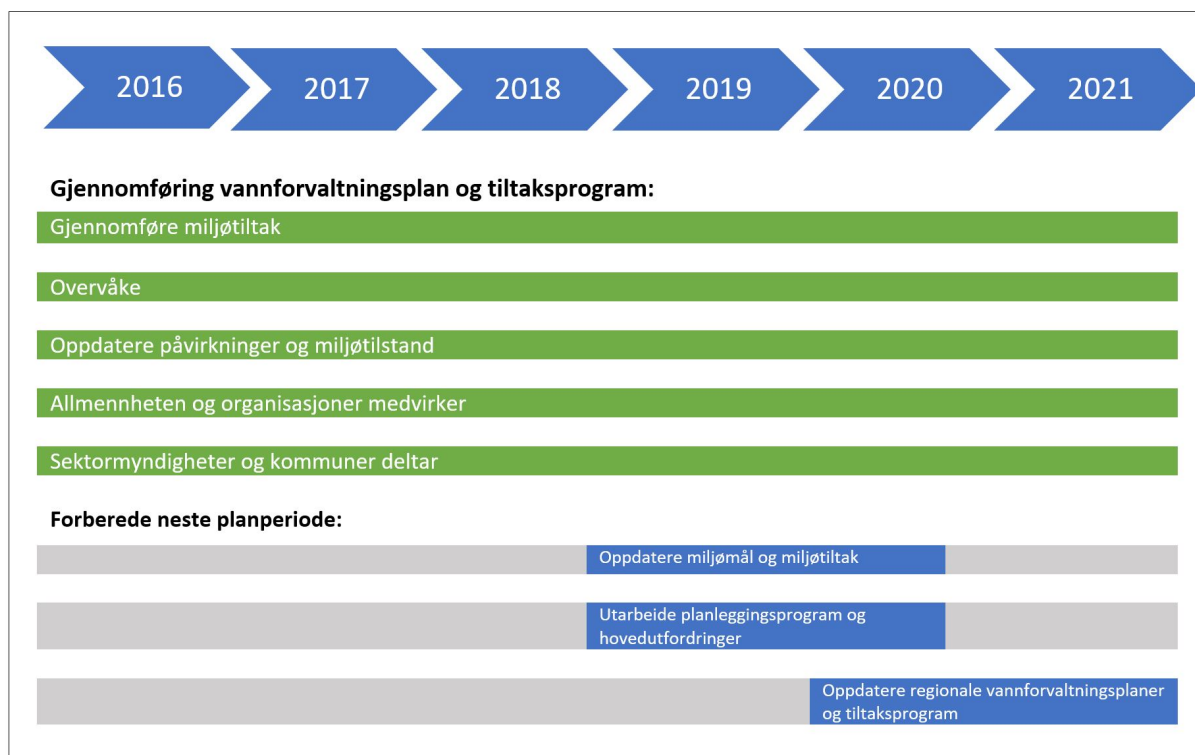 2016 2017 2018 2019 2020 2021
Gjennomføring vannforvaltningsplan og tiltaksprogram:
Gjennomføre miljøtiltak
Overvåke
Oppdatere påvirkninger og miljøtilstand
Allmennheten og organisasjoner medvirker
Sektormyndigheter og kommuner deltar
Forberede neste planperiode:
Oppdatere miljømål og miljøtiltak
Utarbeide planleggingsprogram og
hovedutfordringer
Oppdatere regionale vannforvaltningsplaner
og tiltaksprogram